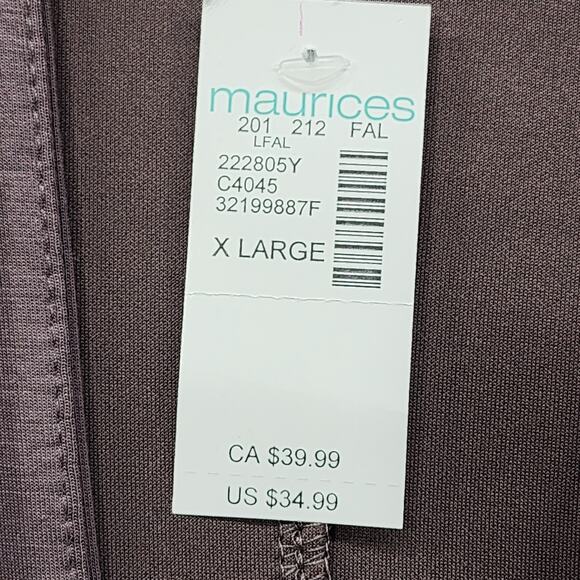 maurices
201 212 FAL
LFAL
222805Y
C4045
32199887F
X LARGE
CA $39.99
US $34.99